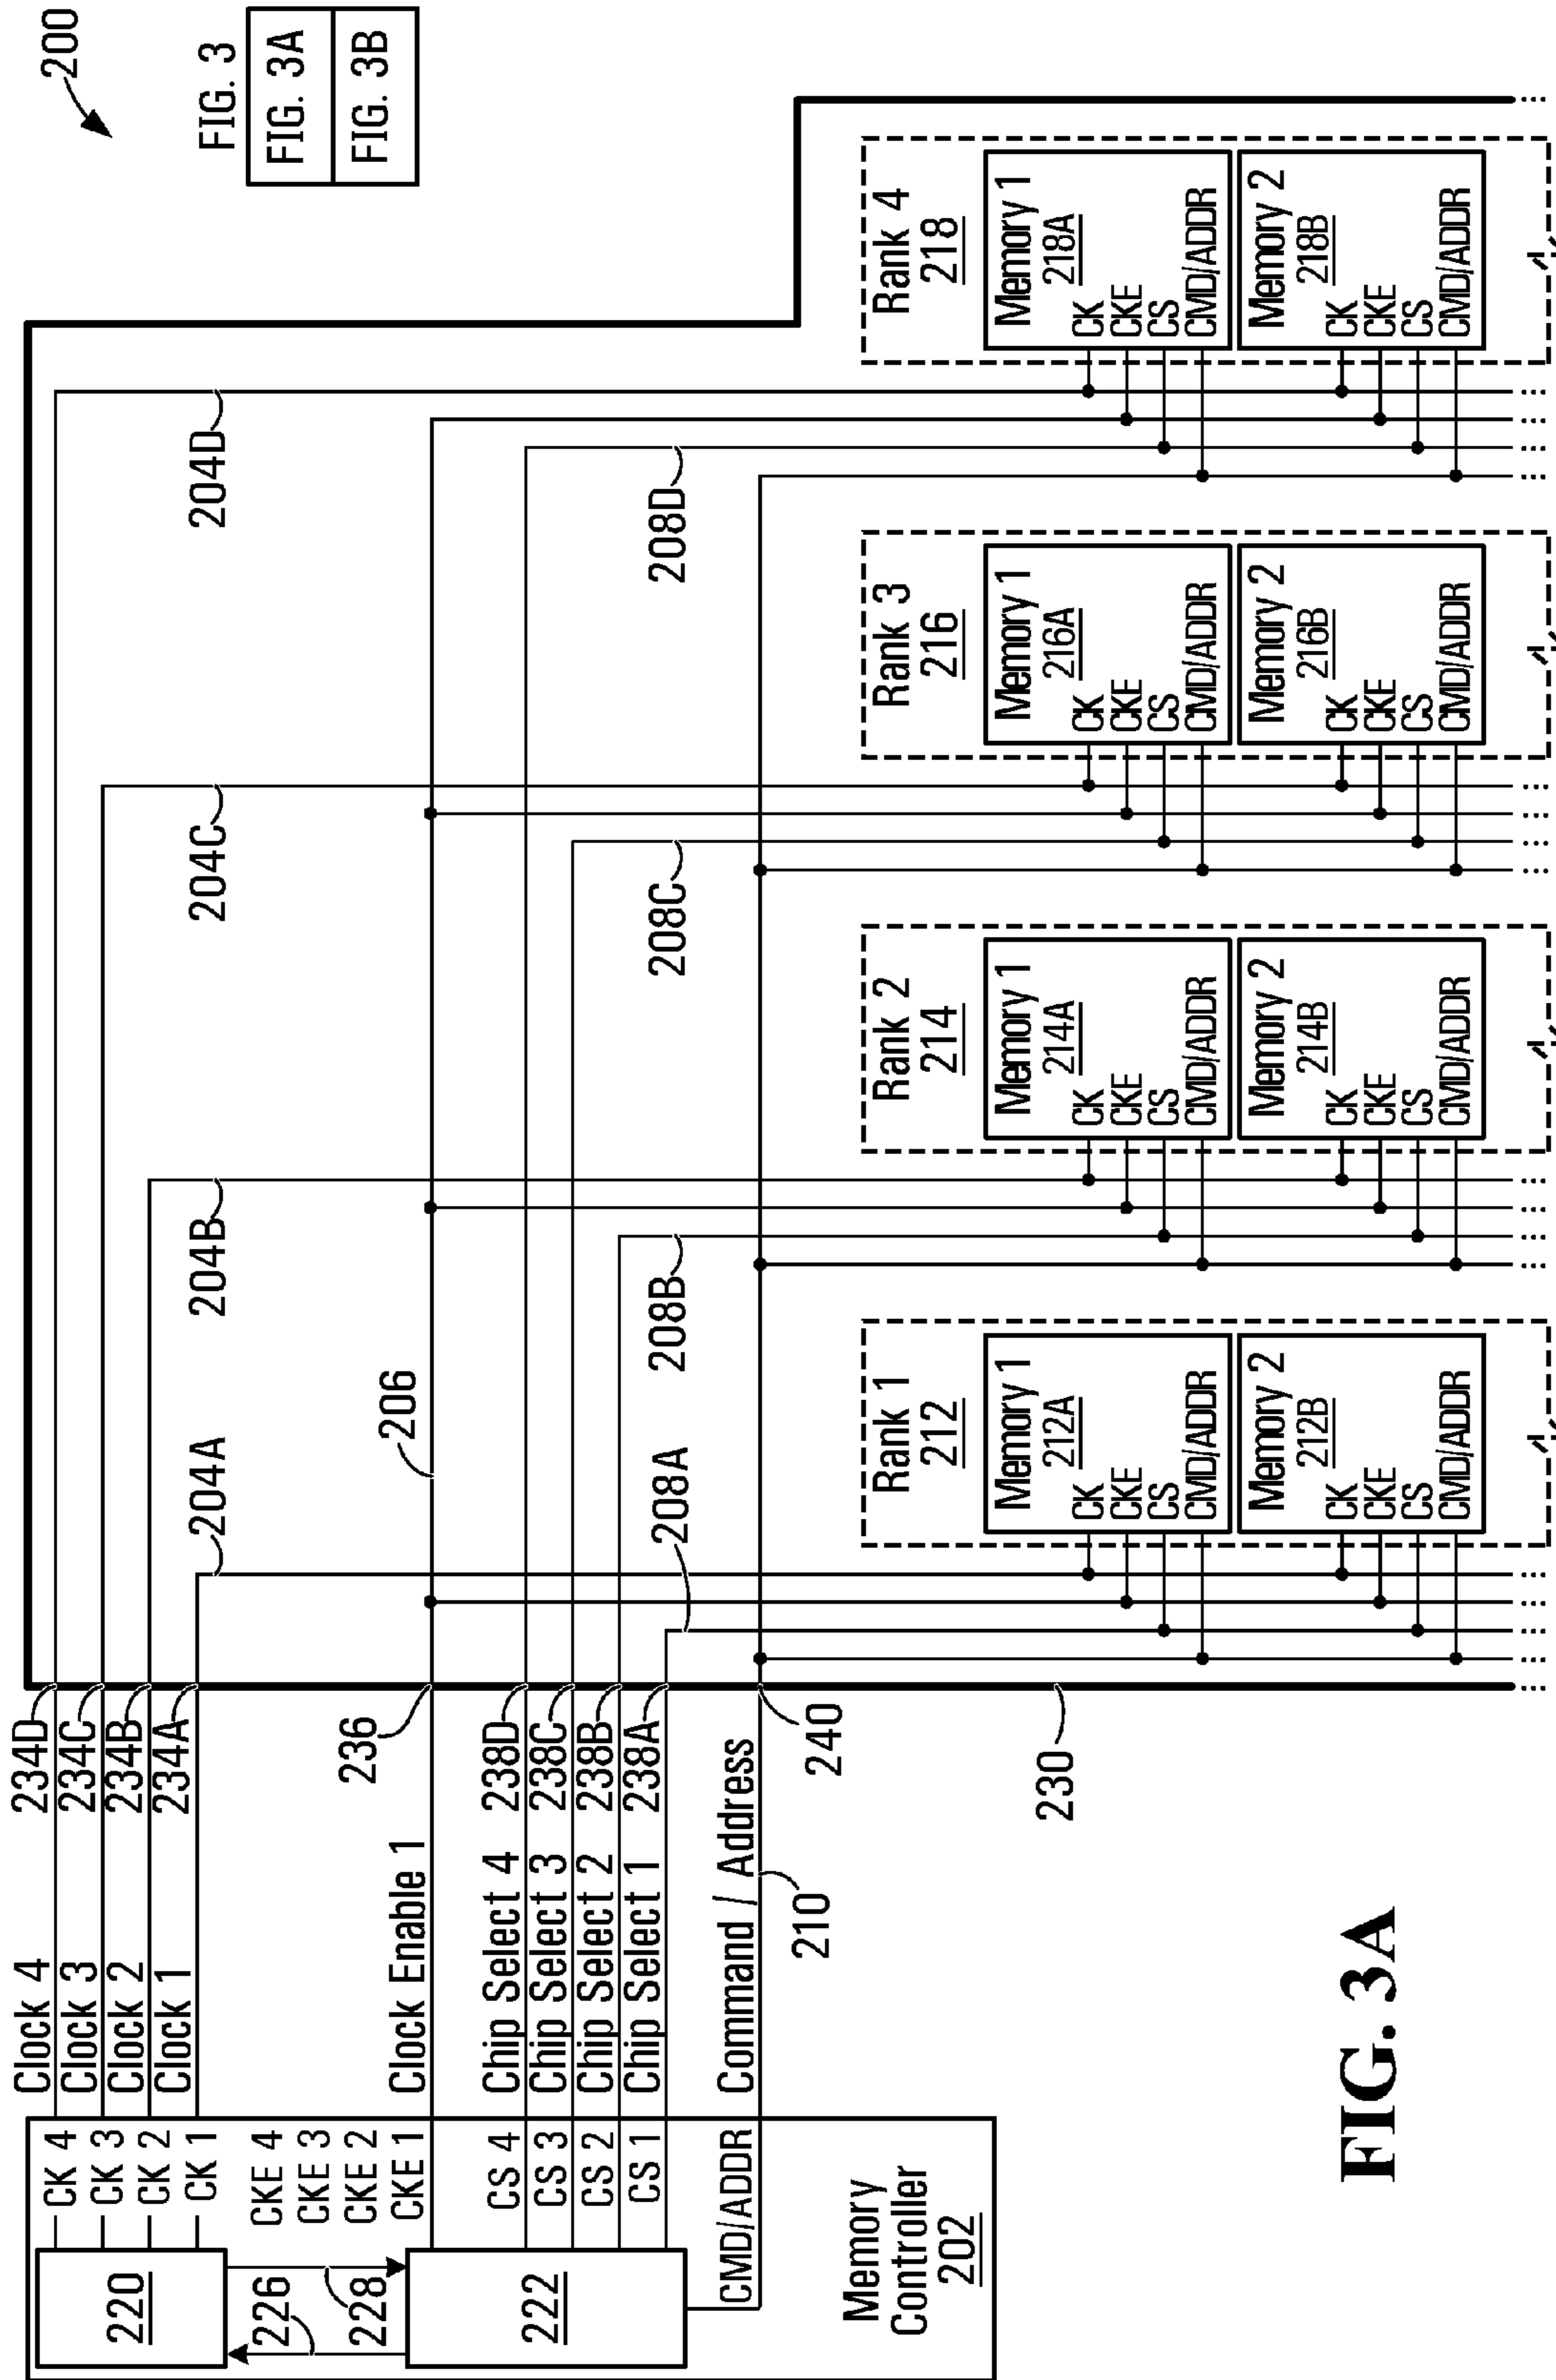 200
FIG. 3
FIG. 3A
FIG. 3B
Clock 4
Clock 3
Clock 2
Clock 1
234D
234C
234B
234A
204A
204B
204C
204D
CK 4
CK 3
CK 2
CK 1
220
CKE 4
CKE 3
CKE 2
CKE 1
226
228
222
Clock Enable 1
236
206
CS 4
CS 3
CS 2
CS 1
Chip Select 4
Chip Select 3
Chip Select 2
Chip Select 1
238D
238C
238B
238A
208A
208B
208C
208D
CMD/ADDR
Command / Address
210
240
Memory
Controller
202
230
Rank 1
212
Memory 1
212A
CK
CKE
CS
CMD/ADDR
Memory 2
212B
CK
CKE
CS
CMD/ADDR
Rank 2
214
Memory 1
214A
CK
CKE
CS
CMD/ADDR
Memory 2
214B
CK
CKE
CS
CMD/ADDR
Rank 3
216
Memory 1
216A
CK
CKE
CS
CMD/ADDR
Memory 2
216B
CK
CKE
CS
CMD/ADDR
Rank 4
218
Memory 1
218A
CK
CKE
CS
CMD/ADDR
Memory 2
218B
CK
CKE
CS
CMD/ADDR
FIG. 3A